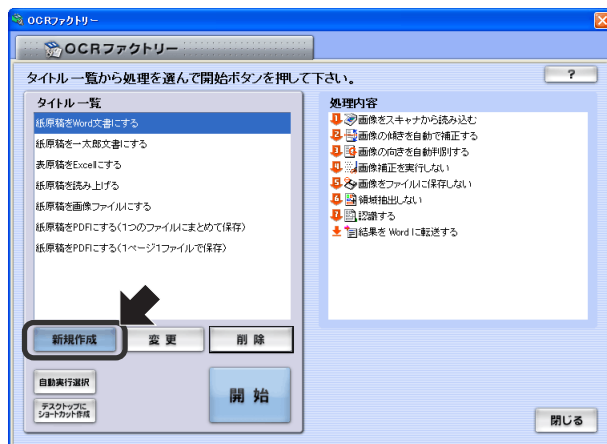 OCRファクトリー
OCRファクトリー
タイトル一覧から処理を選んで開始ボタンを押して下さい。
?
タイトル一覧
紙原稿をWord文書にする
紙原稿を一太郎文書にする
表原稿をExcelにする
紙原稿を読み上げる
紙原稿を画像ファイルにする
紙原稿をPDFにする(1つのファイルにまとめて保存)
紙原稿をPDFにする(1ページ1ファイルで保存)
新規作成
変更
削除
自動実行選択
デスクトップに
ショートカット作成
開始
処理内容
1 画像をスキャナから読み込む
2 画像の傾きを自動で補正する
3 画像の向きを自動判別する
4 画像補正を実行しない
5 画像をファイルに保存しない
6 領域抽出しない
7 認識する
結果を Word に転送する
閉じる